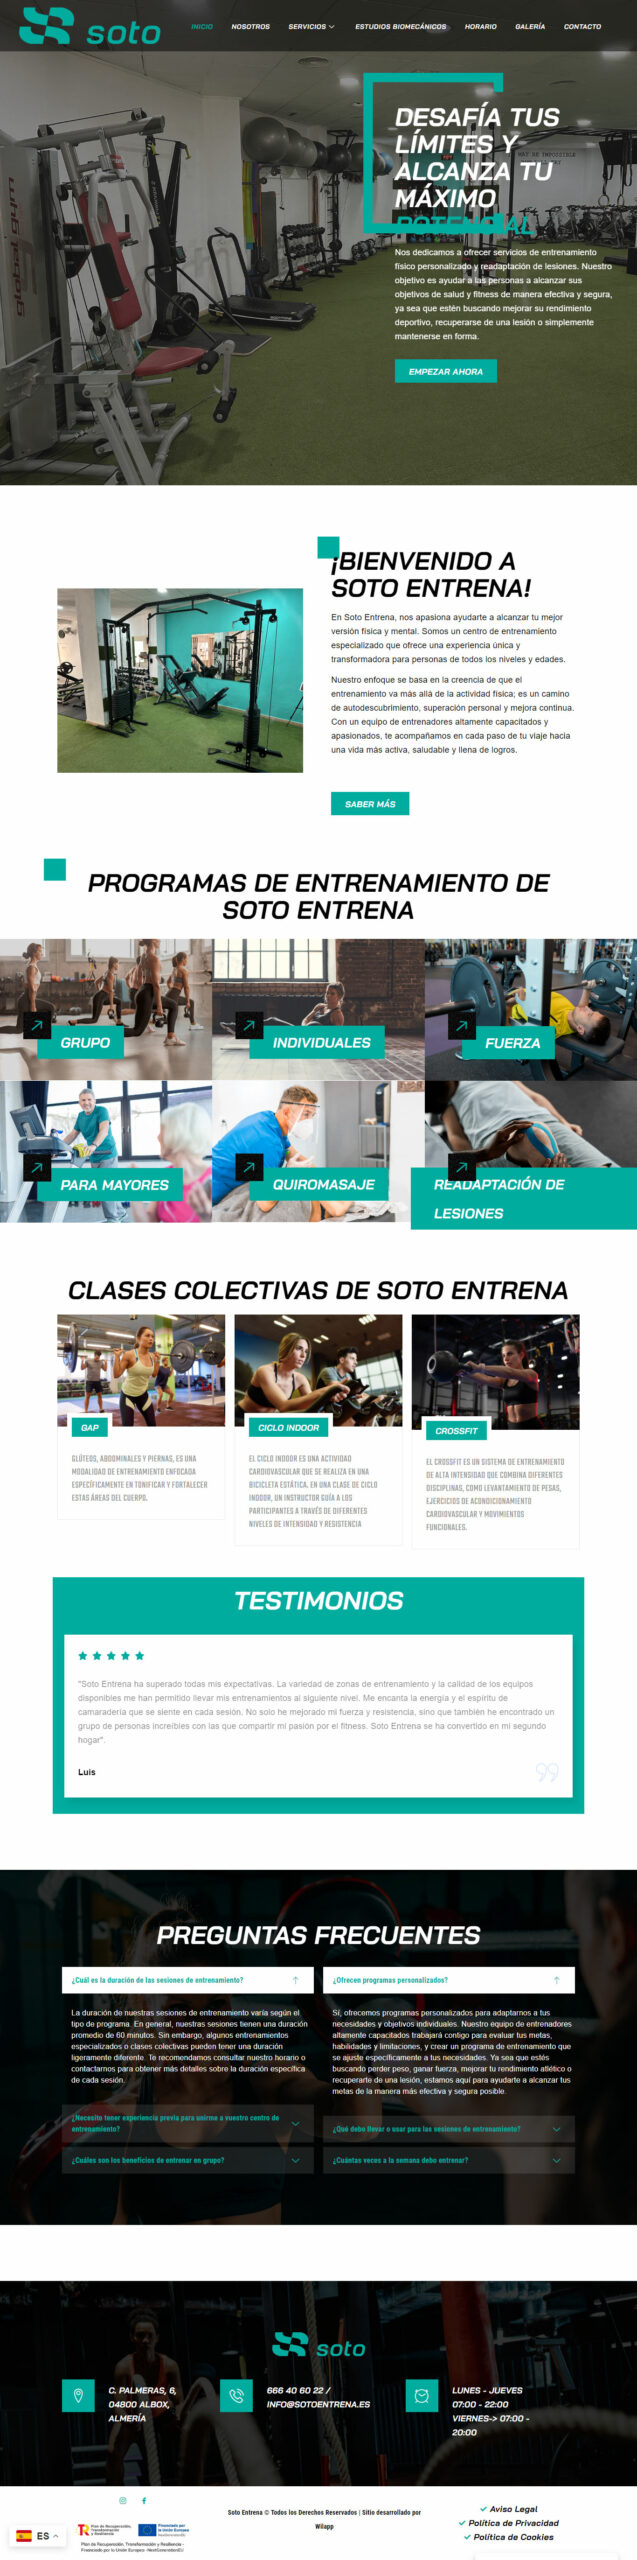 soto
INICIO
NOSOTROS
SERVICIOS
ESTUDIOS BIOMECÁNICOS
HORARIO
GALERÍA
CONTACTO
DESAFÍA TUS
LÍMITES Y
ALCANZA TU
MÁXIMO
POTENCIAL
Nos dedicamos a ofrecer servicios de entrenamiento
físico personalizado y readaptación de lesiones. Nuestro
objetivo es ayudar a las personas a alcanzar sus
objetivos de salud y fitness de manera efectiva y segura,
ya sea que estén buscando mejorar su rendimiento
deportivo, recuperarse de una lesión o simplemente
mantenerse en forma.
EMPEZAR AHORA
¡BIENVENIDO A
SOTO ENTRENA!
En Soto Entrena, nos apasiona ayudarte a alcanzar tu mejor
versión física y mental. Somos un centro de entrenamiento
especializado que ofrece una experiencia única y
transformadora para personas de todos los niveles y edades.
Nuestro enfoque se basa en la creencia de que el
entrenamiento va más allá de la actividad física; es un camino
de autodescubrimiento, superación personal y mejora continua.
Con un equipo de entrenadores altamente capacitados y
apasionados, te acompañamos en cada paso de tu viaje hacia
una vida más activa, saludable y llena de logros.
SABER MÁS
PROGRAMAS DE ENTRENAMIENTO DE
SOTO ENTRENA
GRUPO
INDIVIDUALES
FUERZA
PARA MAYORES
QUIROMASAJE
READAPTACIÓN DE
LESIONES
CLASES COLECTIVAS DE SOTO ENTRENA
GAP
GLÚTEOS, ABDOMINALES Y PIERNAS, ES UNA
MODALIDAD DE ENTRENAMIENTO ENFOCADA
ESPECÍFICAMENTE EN TONIFICAR Y FORTALECER
ESTAS ÁREAS DEL CUERPO.
CICLO INDOOR
EL CICLO INDOOR ES UNA ACTIVIDAD
CARDIOVASCULAR QUE SE REALIZA EN UNA
BICICLETA ESTÁTICA. EN UNA CLASE DE CICLO
INDOOR, UN INSTRUCTOR GUÍA A LOS
PARTICIPANTES A TRAVÉS DE DIFERENTES
NIVELES DE INTENSIDAD Y RESISTENCIA
CROSSFIT
EL CROSSFIT ES UN SISTEMA DE ENTRENAMIENTO
DE ALTA INTENSIDAD QUE COMBINA DIFERENTES
DISCIPLINAS, COMO LEVANTAMIENTO DE PESAS,
EJERCICIOS DE ACONDICIONAMIENTO
CARDIOVASCULAR Y MOVIMIENTOS
FUNCIONALES.
TESTIMONIOS
"Soto Entrena ha superado todas mis expectativas. La variedad de zonas de entrenamiento y la calidad de los equipos
disponibles me han permitido llevar mis entrenamientos al siguiente nivel. Me encanta la energía y el espíritu de
camaradería que se siente en cada sesión. No solo he mejorado mi fuerza y resistencia, sino que también he encontrado un
grupo de personas increíbles con las que compartir mi pasión por el fitness. Soto Entrena se ha convertido en mi segundo
hogar".
Luis
PREGUNTAS FRECUENTES
¿Cuál es la duración de las sesiones de entrenamiento?
La duración de nuestras sesiones de entrenamiento varía según el
tipo de programa. En general, nuestras sesiones tienen una duración
promedio de 60 minutos. Sin embargo, algunos entrenamientos
especializados o clases colectivas pueden tener una duración
ligeramente diferente. Te recomendamos consultar nuestro horario o
contactarnos para obtener más detalles sobre la duración específica
de cada sesión.
¿Necesito tener experiencia previa para unirme a vuestro centro de
entrenamiento?
¿Cuáles son los beneficios de entrenar en grupo?
¿Ofrecen programas personalizados?
Sí, ofrecemos programas personalizados para adaptarnos a tus
necesidades y objetivos individuales. Nuestro equipo de entrenadores
altamente capacitados trabajará contigo para evaluar tus metas,
habilidades y limitaciones, y crear un programa de entrenamiento que
se ajuste específicamente a tus necesidades. Ya sea que estés
buscando perder peso, ganar fuerza, mejorar tu rendimiento atlético o
recuperarte de una lesión, estamos aquí para ayudarte a alcanzar tus
metas de la manera más efectiva y segura posible.
¿Qué debo llevar o usar para las sesiones de entrenamiento?
¿Cuántas veces a la semana debo entrenar?
soto
C. PALMERAS, 6,
04800 ALBOX,
ALMERÍA
666 40 60 22 /
INFO@SOTOENTRENA.ES
LUNES - JUEVES
07:00 - 22:00
VIERNES-> 07:00 -
20:00
Plan de Recuperación,
Transformación
y Resiliencia
Financiado por
la Unión Europea
NextGenerationEU
Plan de Recuperación, Transformación y Resiliencia -
Financiado por la Unión Europea -NextGenerationEU
Soto Entrena © Todos los Derechos Reservados | Sitio desarrollado por
Wilapp
Aviso Legal
Política de Privacidad
Política de Cookies
ES